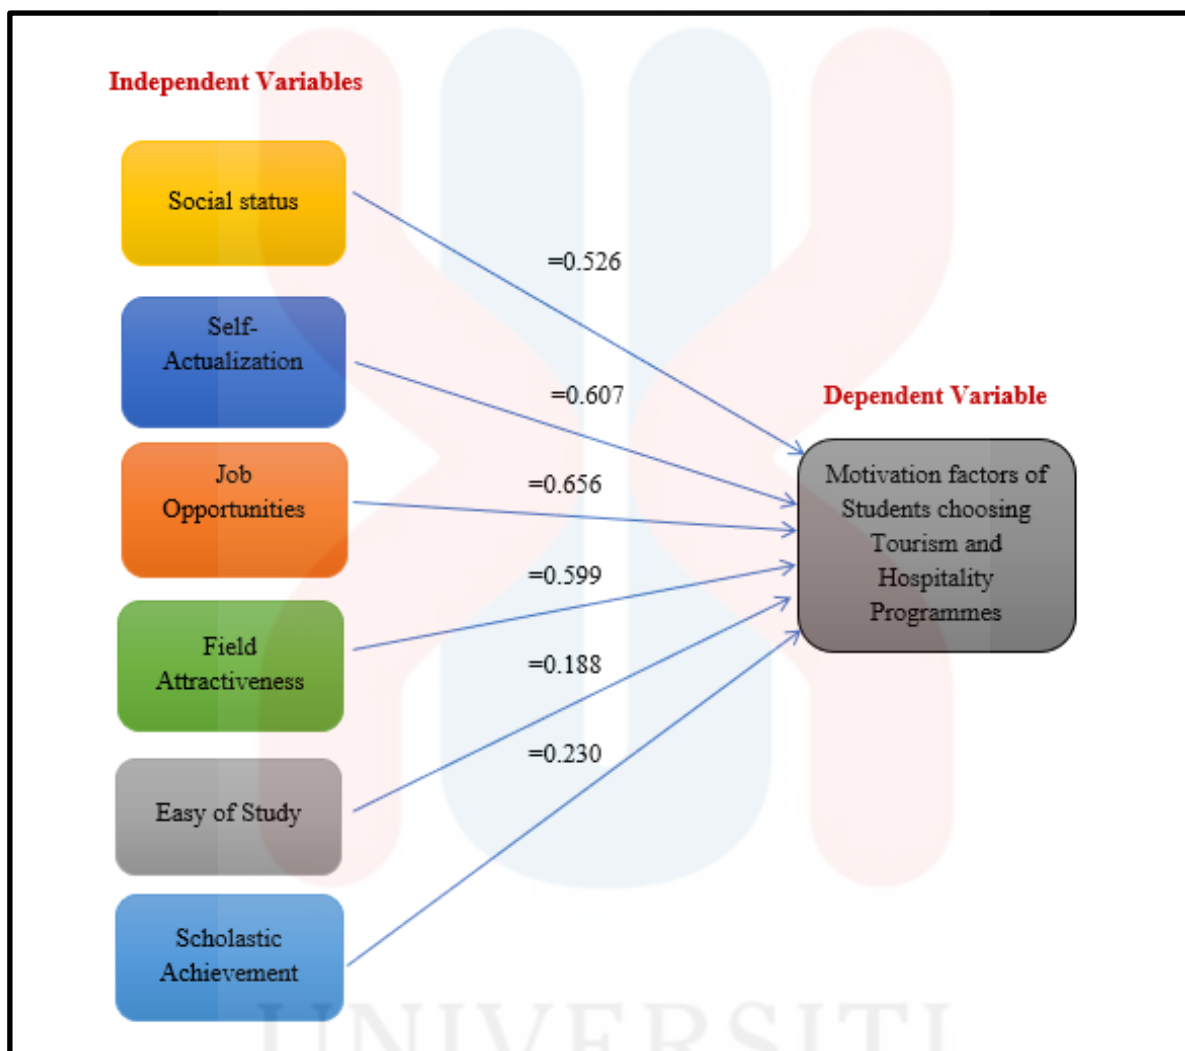 Independent Variables
Social status
=0.526
Self-
Actualization
=0.607
Dependent Variable
Job
Opportunities
=0.656
Motivation factors of
Students choosing
Tourism and
Hospitality
Programmes
=0.599
Field
Attractiveness
=0.188
=0.230
Easy of Study
Scholastic
Achievement
UNIVERSITI